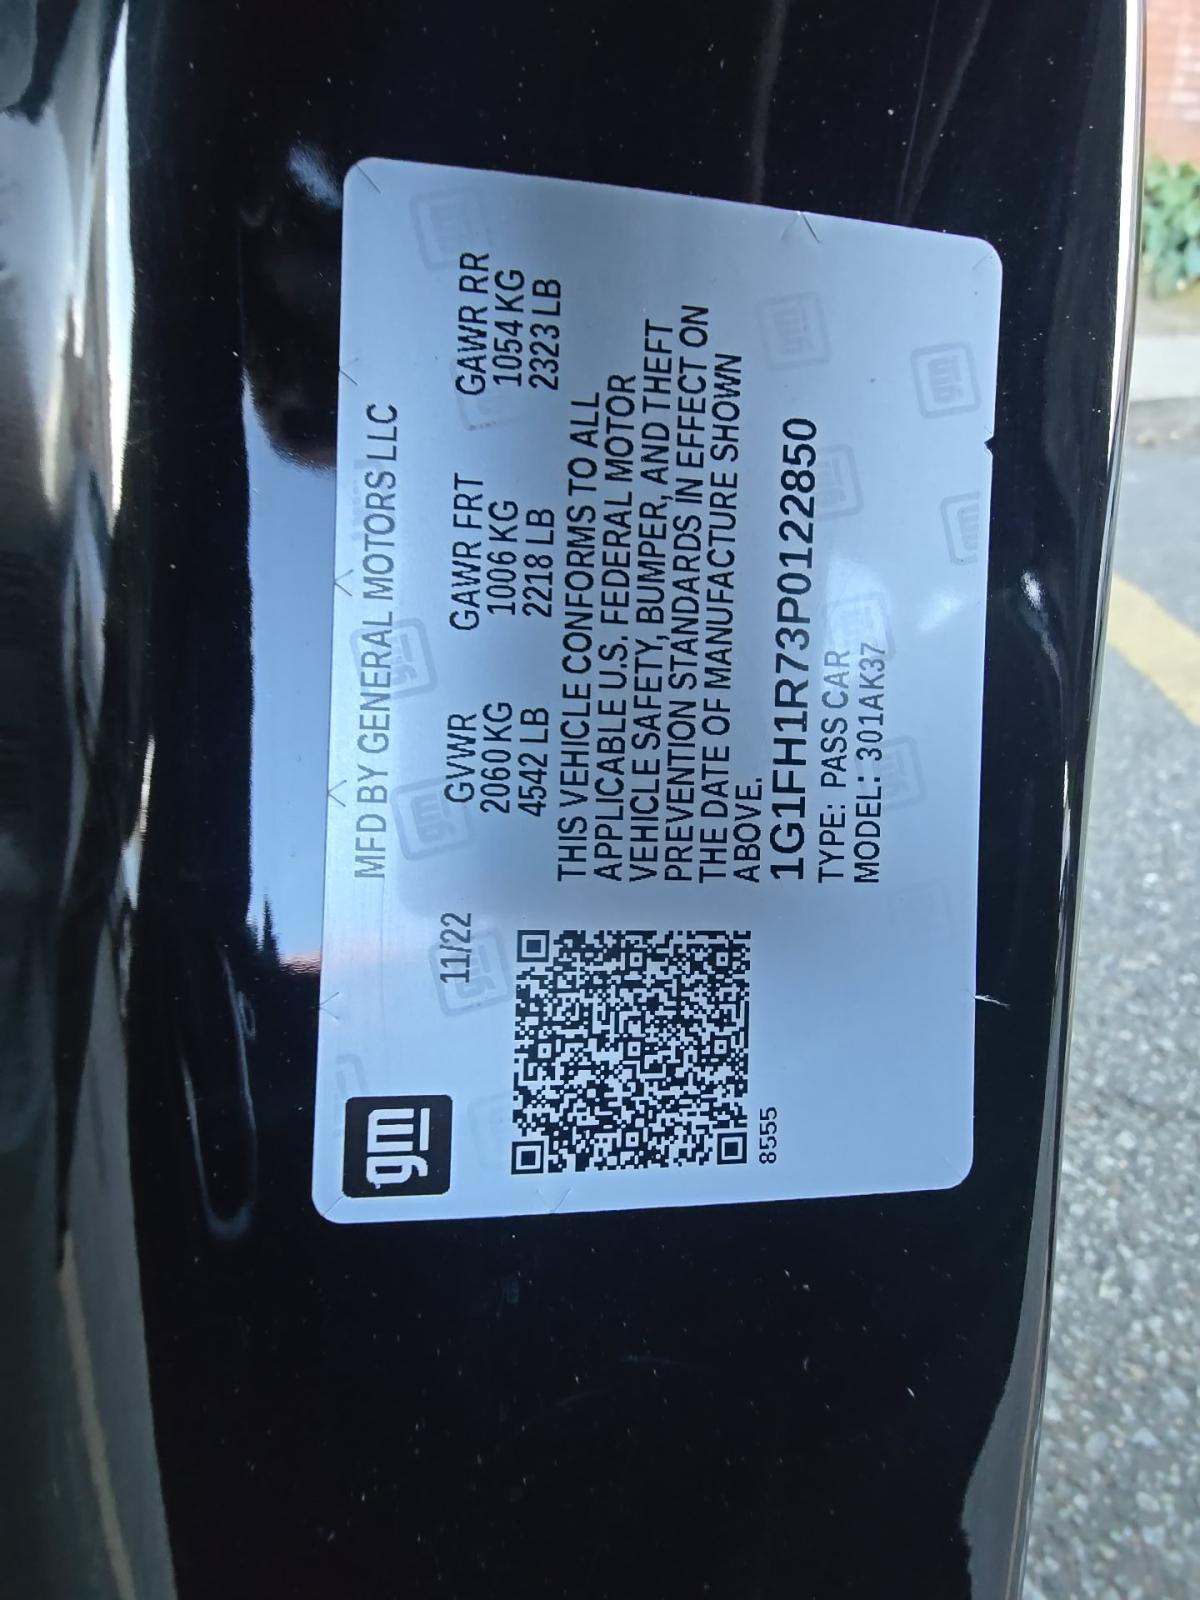 gm
MFD BY GENERAL MOTORS LLC
11/22
GVWR GAWR FRT GAWR RR
2060 KG 1006 KG 1054 KG
4542 LB 2218 LB 2323 LB
THIS VEHICLE CONFORMS TO ALL
APPLICABLE U.S. FEDERAL MOTOR
VEHICLE SAFETY, BUMPER, AND THEFT
PREVENTION STANDARDS IN EFFECT ON
THE DATE OF MANUFACTURE SHOWN
ABOVE.
1G1FH1R73P0122850
TYPE: PASS CAR
MODEL: 301AK37
8555